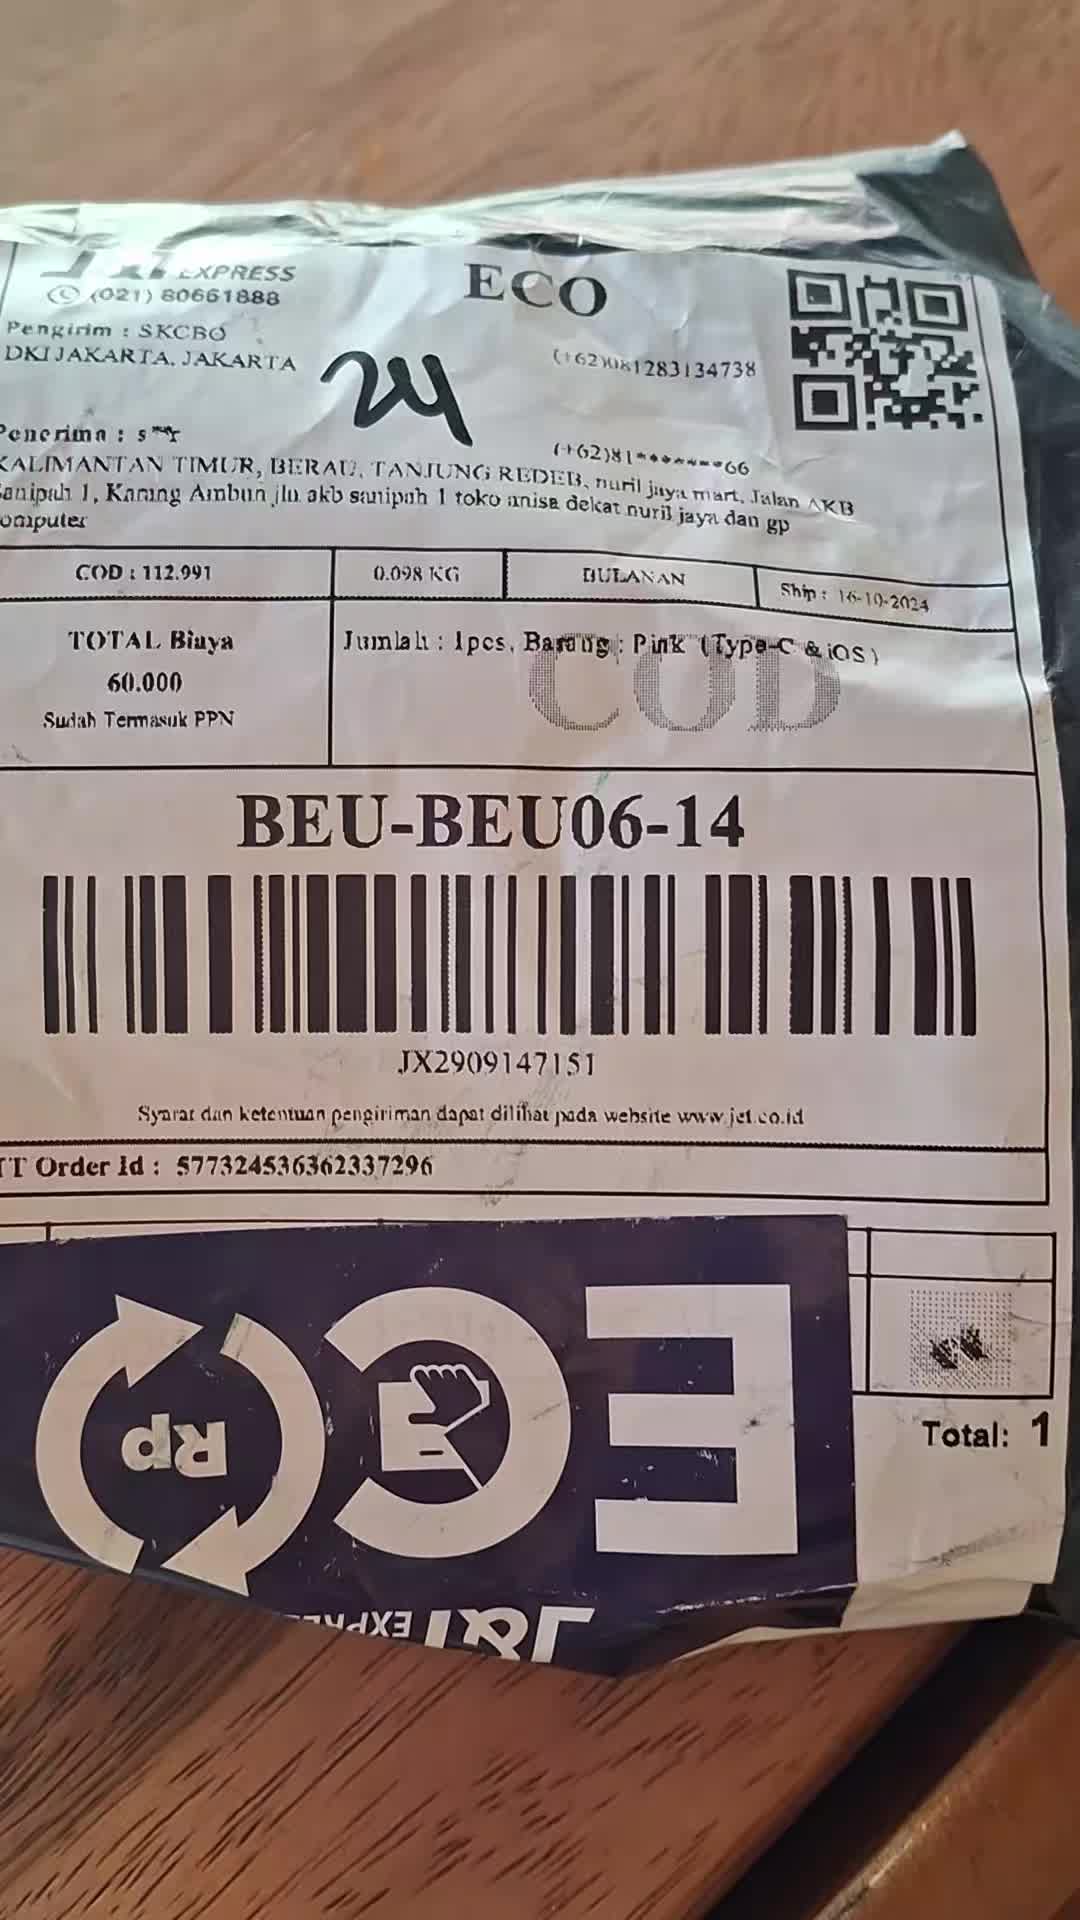 J&T EXPRESS
(021) 80661888
ECO
Pengirim : SKCBO
DKI JAKARTA, JAKARTA
(+62)081283134738
24
Penerima : s***r
(+62)81*******66
KALIMANTAN TIMUR, BERAU, TANJUNG REDEB, nuril jaya mart, Jalan AKB
Sanipah 1, Karang Ambun jln akb sanipah 1 toko anisa dekat nuril jaya dan gp
omputer
COD : 112.991
0.098 KG
BULANAN
Ship : 16-10-2024
TOTAL Biaya
60.000
Sudah Termasuk PPN
Jumlah : 1pcs, Barang : Pink (Type-C & iOS)
COD
BEU-BEU06-14
JX2909147151
Syarat dan ketentuan pengiriman dapat dilihat pada website www.jet.co.id
TT Order Id : 577324536362337296
Total: 1
EC
Rp
J&T EXPRE